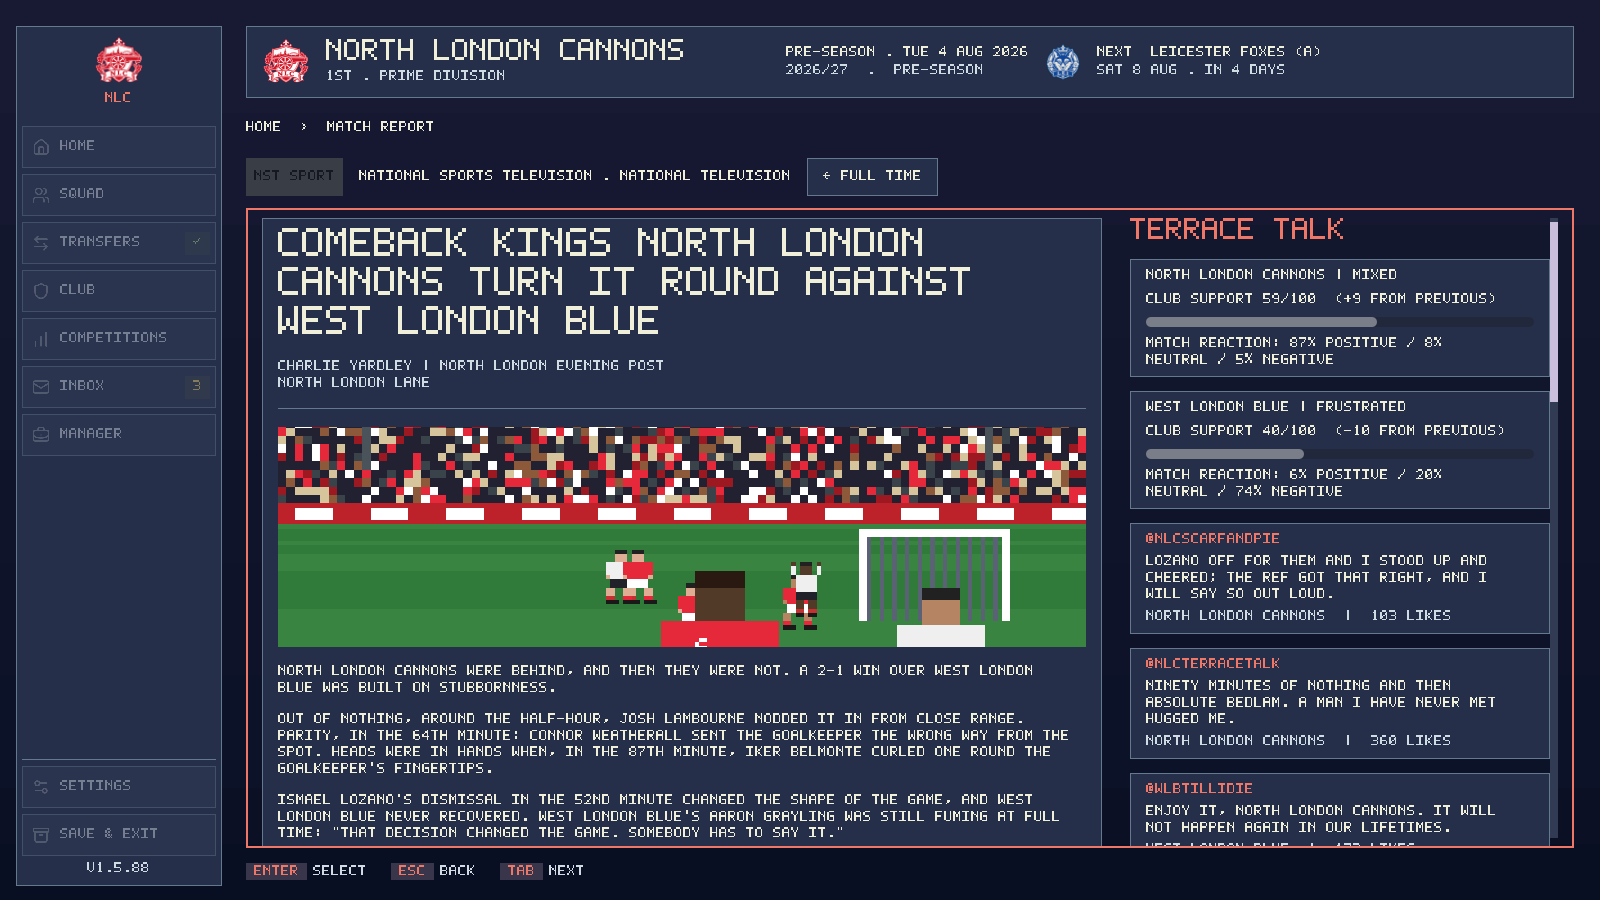 NLC
HOME
SQUAD
TRANSFERS
CLUB
COMPETITIONS
INBOX 3
MANAGER
SETTINGS
SAVE & EXIT
V1.5.88
NORTH LONDON CANNONS
1ST . PRIME DIVISION
PRE-SEASON . TUE 4 AUG 2026
2026/27 . PRE-SEASON
NEXT LEICESTER FOXES (A)
SAT 8 AUG . IN 4 DAYS
HOME > MATCH REPORT
NST SPORT
NATIONAL SPORTS TELEVISION . NATIONAL TELEVISION
← FULL TIME
COMEBACK KINGS NORTH LONDON
CANNONS TURN IT ROUND AGAINST
WEST LONDON BLUE
CHARLIE YARDLEY | NORTH LONDON EVENING POST
NORTH LONDON LANE
NORTH LONDON CANNONS WERE BEHIND, AND THEN THEY WERE NOT. A 2-1 WIN OVER WEST LONDON
BLUE WAS BUILT ON STUBBORNNESS.
OUT OF NOTHING, AROUND THE HALF-HOUR, JOSH LAMBOURNE NODDED IT IN FROM CLOSE RANGE.
PARITY, IN THE 64TH MINUTE: CONNOR WEATHERALL SENT THE GOALKEEPER THE WRONG WAY FROM THE
SPOT. HEADS WERE IN HANDS WHEN, IN THE 87TH MINUTE, IKER BELMONTE CURLED ONE ROUND THE
GOALKEEPER'S FINGERTIPS.
ISMAEL LOZANO'S DISMISSAL IN THE 52ND MINUTE CHANGED THE SHAPE OF THE GAME, AND WEST
LONDON BLUE NEVER RECOVERED. WEST LONDON BLUE'S AARON GRAYLING WAS STILL FUMING AT FULL
TIME: "THAT DECISION CHANGED THE GAME. SOMEBODY HAS TO SAY IT."
TERRACE TALK
NORTH LONDON CANNONS | MIXED
CLUB SUPPORT 59/100 (+9 FROM PREVIOUS)
MATCH REACTION: 87% POSITIVE / 8%
NEUTRAL / 5% NEGATIVE
WEST LONDON BLUE | FRUSTRATED
CLUB SUPPORT 40/100 (-10 FROM PREVIOUS)
MATCH REACTION: 6% POSITIVE / 20%
NEUTRAL / 74% NEGATIVE
@NLCSCARFANDPIE
LOZANO OFF FOR THEM AND I STOOD UP AND
CHEERED; THE REF GOT THAT RIGHT, AND I
WILL SAY SO OUT LOUD.
NORTH LONDON CANNONS | 103 LIKES
@NLCTERRACETALK
NINETY MINUTES OF NOTHING AND THEN
ABSOLUTE BEDLAM. A MAN I HAVE NEVER MET
HUGGED ME.
NORTH LONDON CANNONS | 360 LIKES
@WLBTILLIDIE
ENJOY IT, NORTH LONDON CANNONS. IT WILL
NOT HAPPEN AGAIN IN OUR LIFETIMES.
ENTER SELECT ESC BACK TAB NEXT